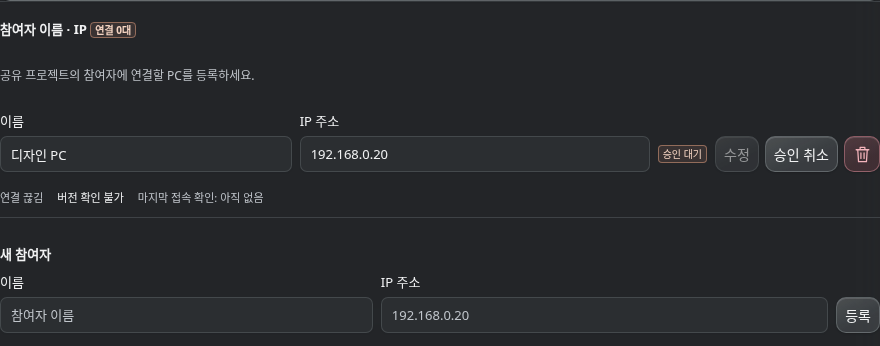 참여자 이름 · IP 연결 0대
공유 프로젝트의 참여자에 연결할 PC를 등록하세요.
이름 IP 주소
디자인 PC 192.168.0.20 승인 대기 수정 승인 취소
연결 끊김 버전 확인 불가 마지막 접속 확인: 아직 없음
새 참여자
이름 IP 주소
참여자 이름 192.168.0.20 등록